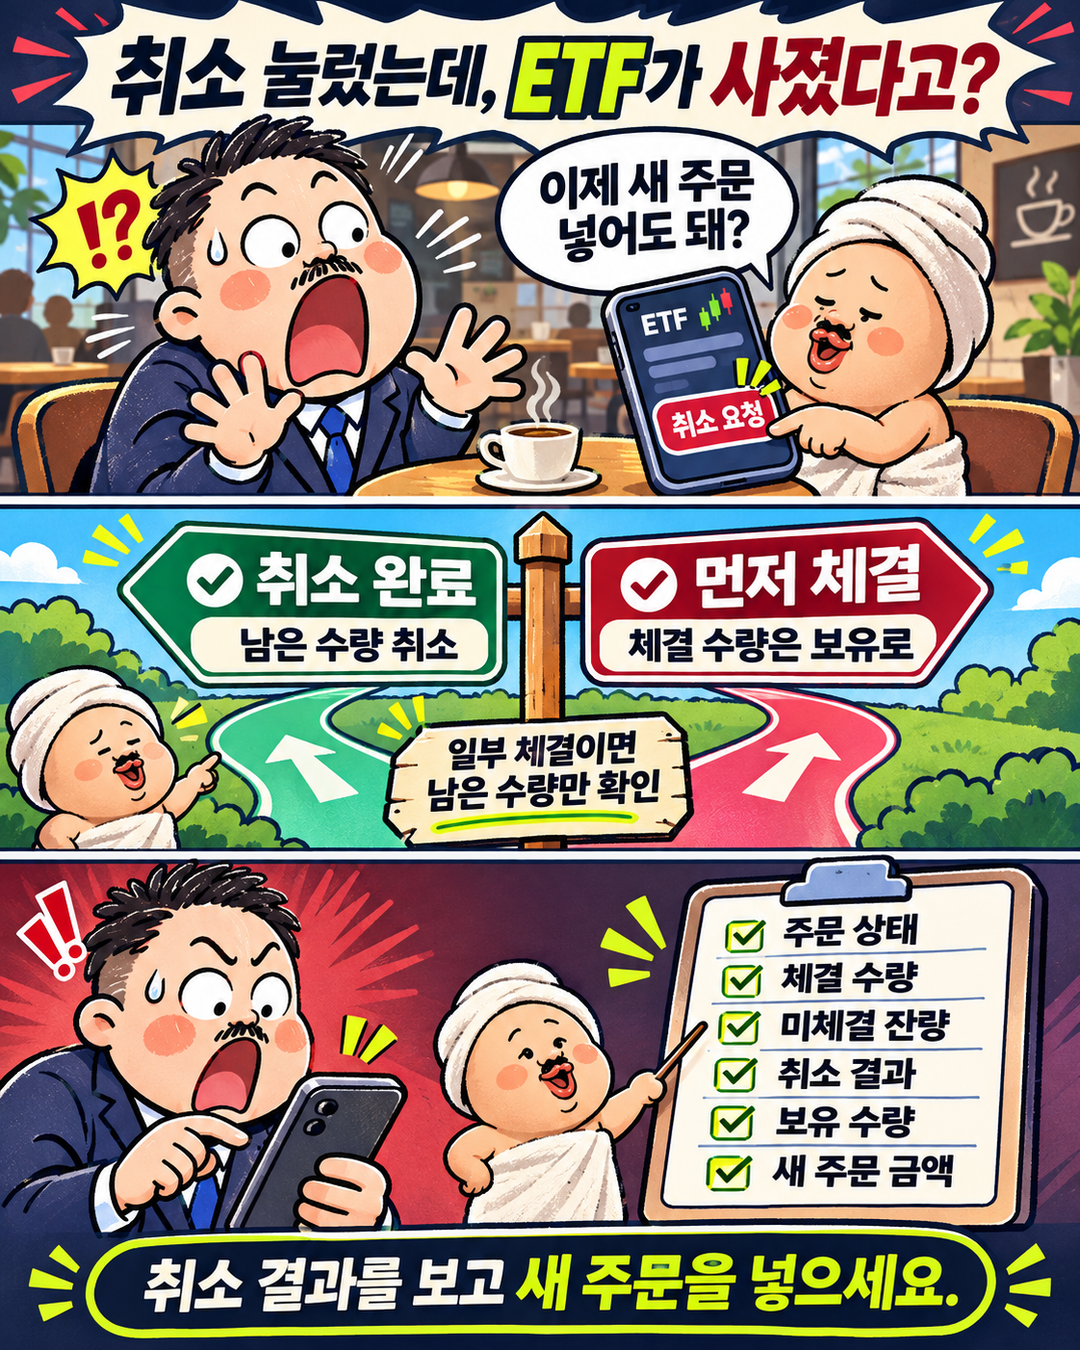 취소 눌렀는데, ETF가 사졌다고?
!?
이제 새 주문
넣어도 돼?
ETF
취소 요청
취소 완료
남은 수량 취소
먼저 체결
체결 수량은 보유로
일부 체결이면
남은 수량만 확인
!!
주문 상태
체결 수량
미체결 잔량
취소 결과
보유 수량
새 주문 금액
취소 결과를 보고 새 주문을 넣으세요.